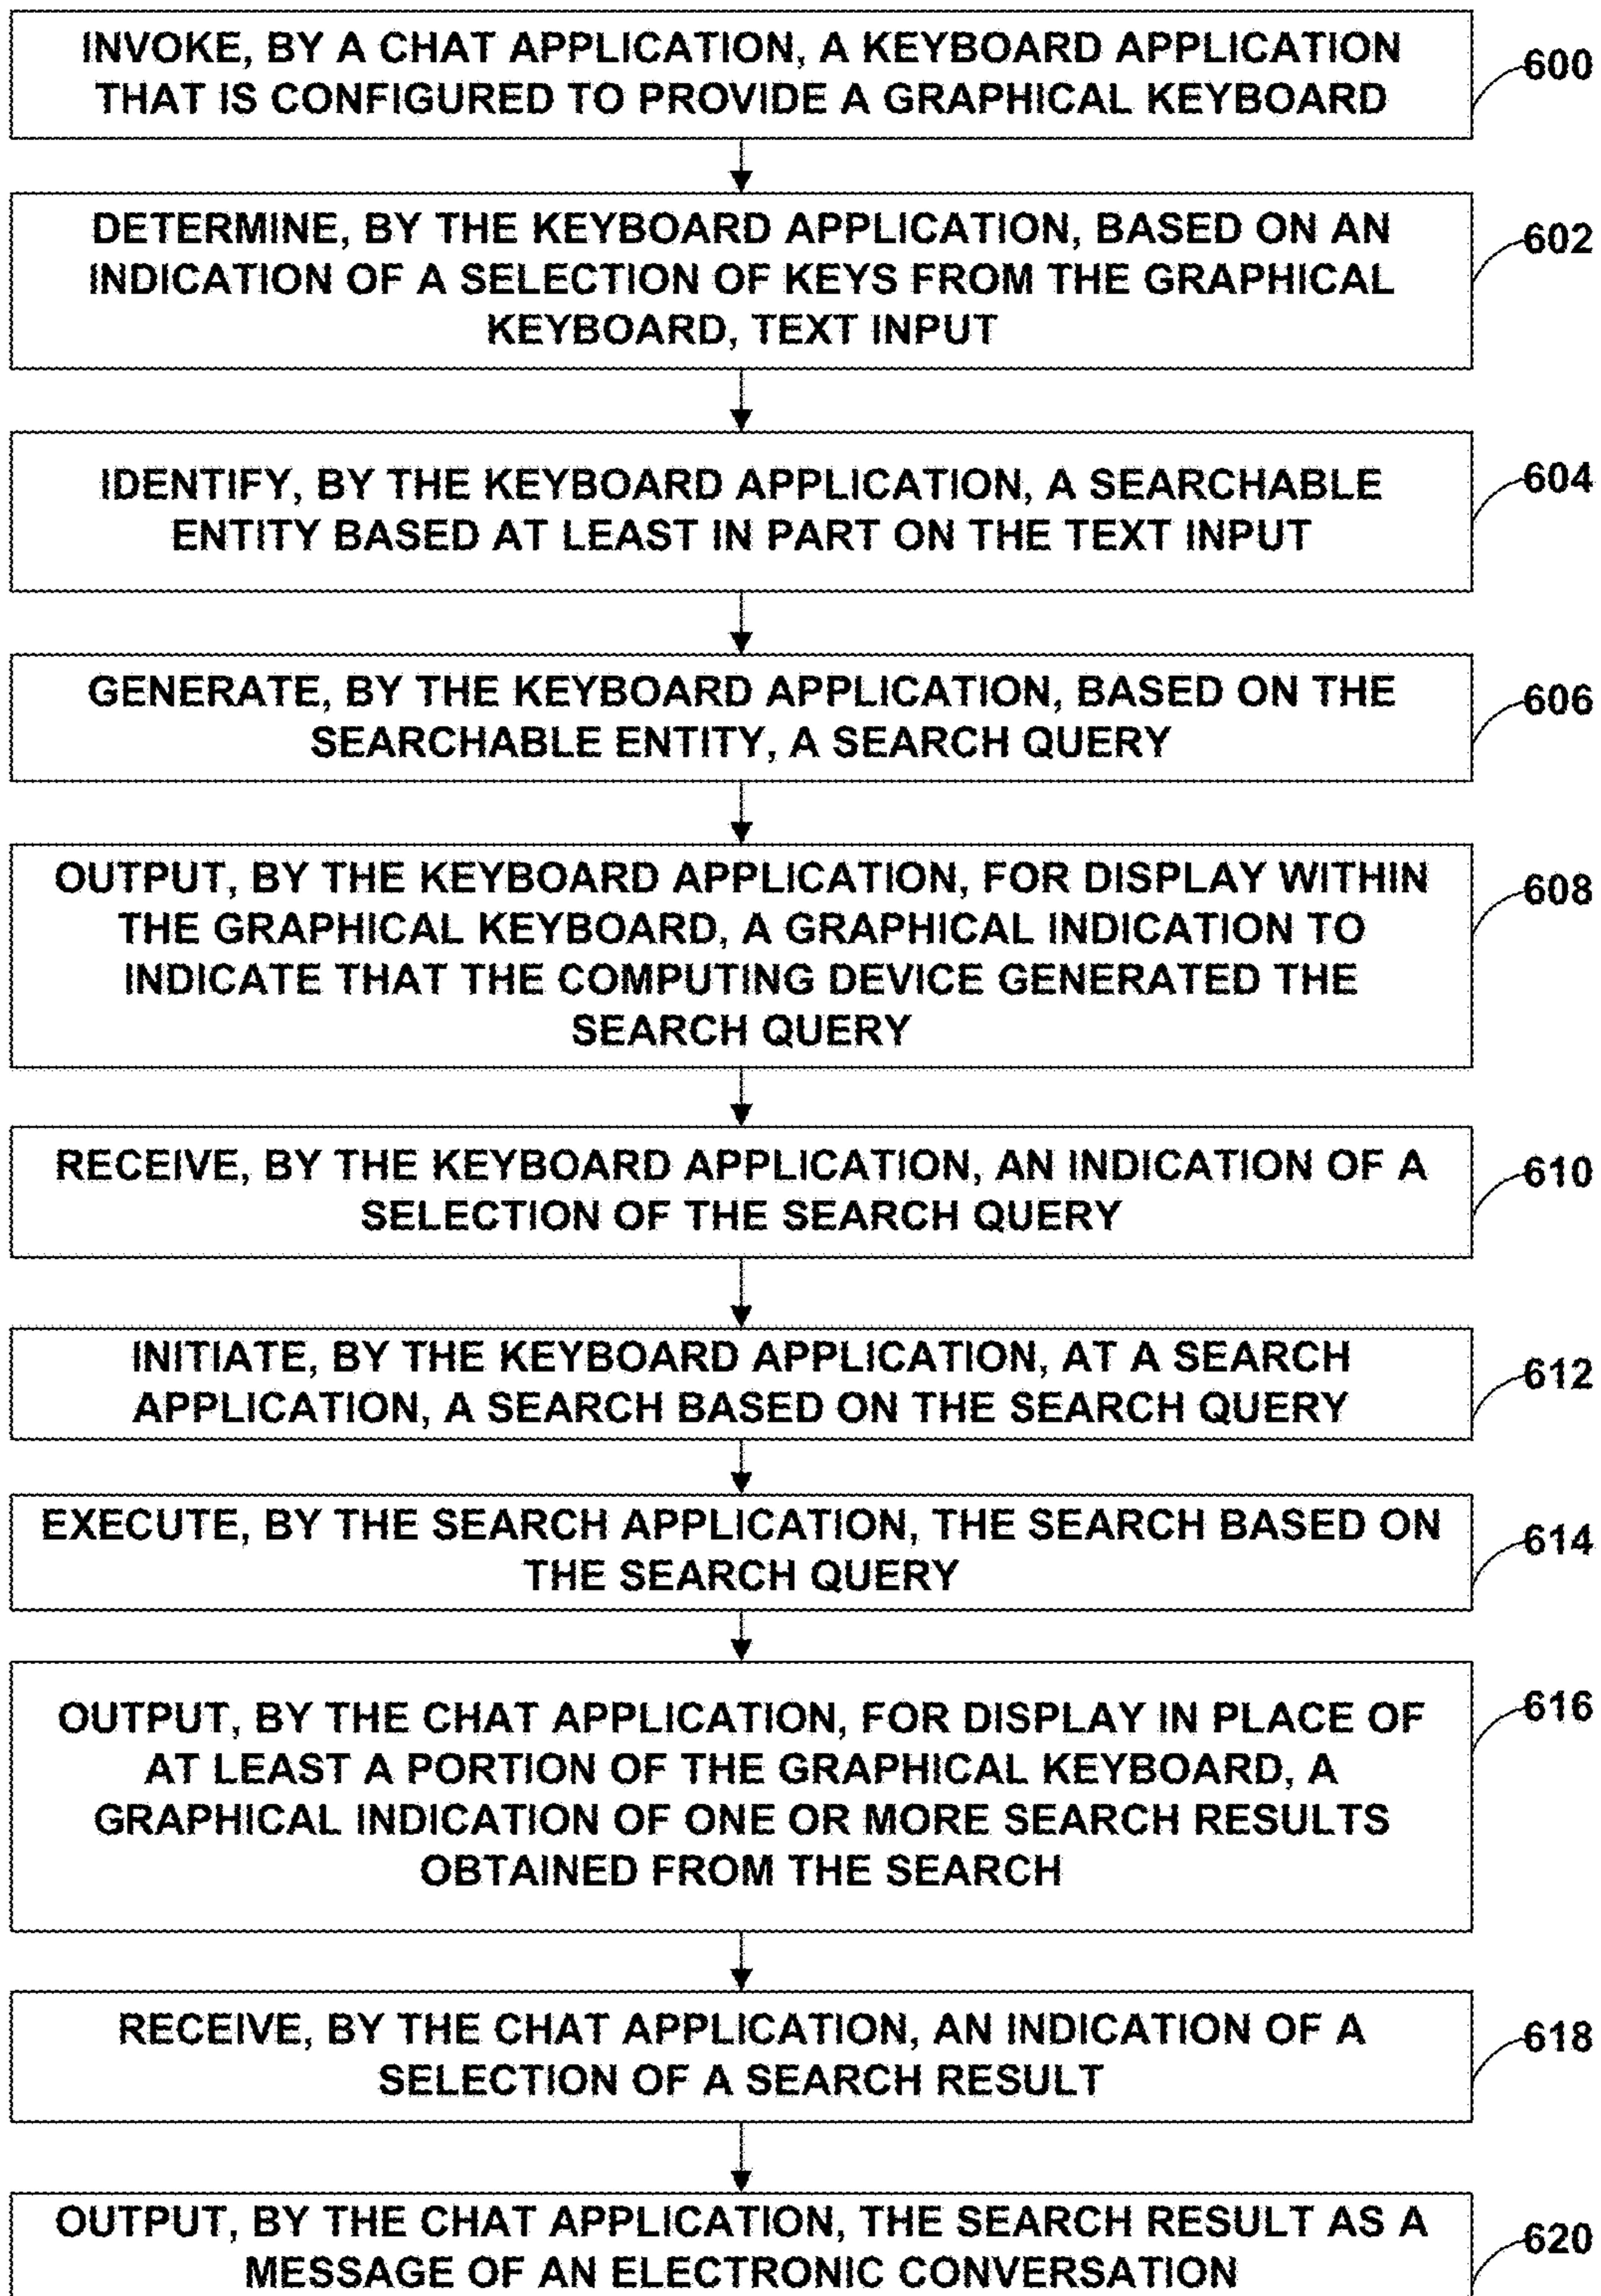 INVOKE, BY A CHAT APPLICATION, A KEYBOARD APPLICATION
THAT IS CONFIGURED TO PROVIDE A GRAPHICAL KEYBOARD
600
DETERMINE, BY THE KEYBOARD APPLICATION, BASED ON AN
INDICATION OF A SELECTION OF KEYS FROM THE GRAPHICAL
KEYBOARD, TEXT INPUT
602
IDENTIFY, BY THE KEYBOARD APPLICATION, A SEARCHABLE
ENTITY BASED AT LEAST IN PART ON THE TEXT INPUT
604
GENERATE, BY THE KEYBOARD APPLICATION, BASED ON THE
SEARCHABLE ENTITY, A SEARCH QUERY
606
OUTPUT, BY THE KEYBOARD APPLICATION, FOR DISPLAY WITHIN
THE GRAPHICAL KEYBOARD, A GRAPHICAL INDICATION TO
INDICATE THAT THE COMPUTING DEVICE GENERATED THE
SEARCH QUERY
608
RECEIVE, BY THE KEYBOARD APPLICATION, AN INDICATION OF A
SELECTION OF THE SEARCH QUERY
610
INITIATE, BY THE KEYBOARD APPLICATION, AT A SEARCH
APPLICATION, A SEARCH BASED ON THE SEARCH QUERY
612
EXECUTE, BY THE SEARCH APPLICATION, THE SEARCH BASED ON
THE SEARCH QUERY
614
OUTPUT, BY THE CHAT APPLICATION, FOR DISPLAY IN PLACE OF
AT LEAST A PORTION OF THE GRAPHICAL KEYBOARD, A
GRAPHICAL INDICATION OF ONE OR MORE SEARCH RESULTS
OBTAINED FROM THE SEARCH
616
RECEIVE, BY THE CHAT APPLICATION, AN INDICATION OF A
SELECTION OF A SEARCH RESULT
618
OUTPUT, BY THE CHAT APPLICATION, THE SEARCH RESULT AS A
MESSAGE OF AN ELECTRONIC CONVERSATION
620